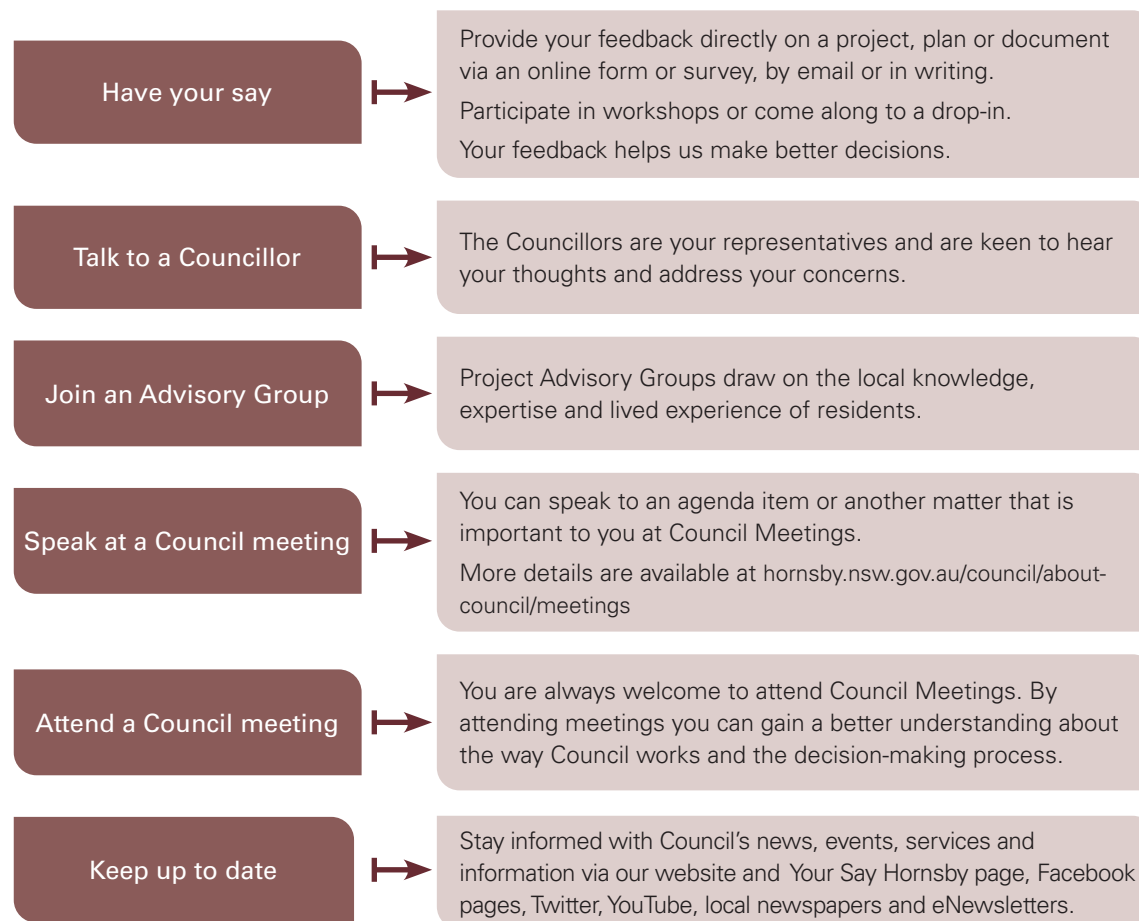 Have your say
Provide your feedback directly on a project, plan or document
via an online form or survey, by email or in writing.
Participate in workshops or come along to a drop-in.
Your feedback helps us make better decisions.
Talk to a Councillor
The Councillors are your representatives and are keen to hear
your thoughts and address your concerns.
Join an Advisory Group
Project Advisory Groups draw on the local knowledge,
expertise and lived experience of residents.
Speak at a Council meeting
You can speak to an agenda item or another matter that is
important to you at Council Meetings.
More details are available at hornsby.nsw.gov.au/council/about-
council/meetings
Attend a Council meeting
You are always welcome to attend Council Meetings. By
attending meetings you can gain a better understanding about
the way Council works and the decision-making process.
Keep up to date
Stay informed with Council’s news, events, services and
information via our website and Your Say Hornsby page, Facebook
pages, Twitter, YouTube, local newspapers and eNewsletters.